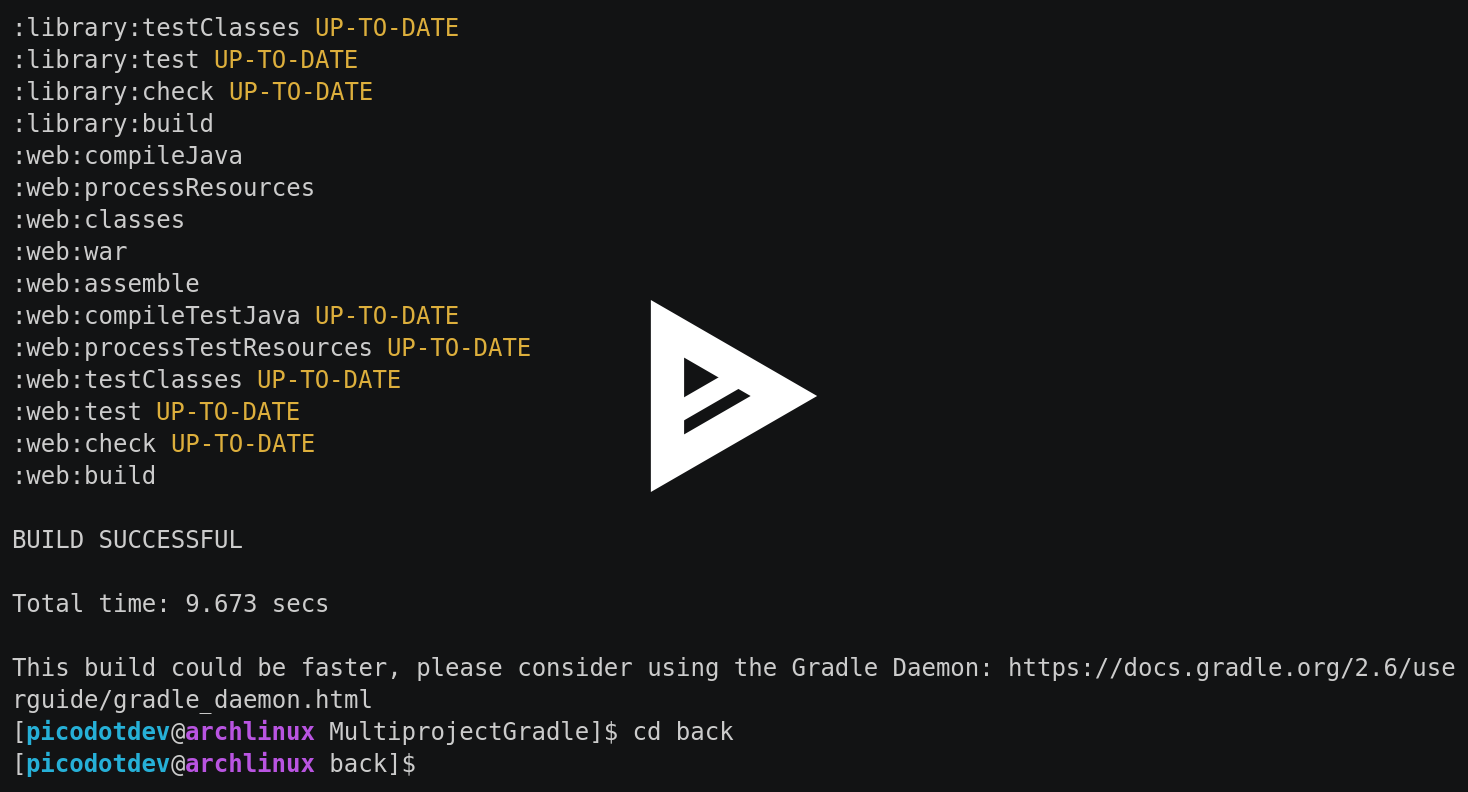 :library:testClasses UP-TO-DATE
:library:test UP-TO-DATE
:library:check UP-TO-DATE
:library:build
:web:compileJava
:web:processResources
:web:classes
:web:war
:web:assemble
:web:compileTestJava UP-TO-DATE
:web:processTestResources UP-TO-DATE
:web:testClasses UP-TO-DATE
:web:test UP-TO-DATE
:web:check UP-TO-DATE
:web:build
BUILD SUCCESSFUL
Total time: 9.673 secs
This build could be faster, please consider using the Gradle Daemon: https://docs.gradle.org/2.6/use
rguide/gradle_daemon.html
[picodotdev@archlinux MultiprojectGradle]$ cd back
[picodotdev@archlinux back]$